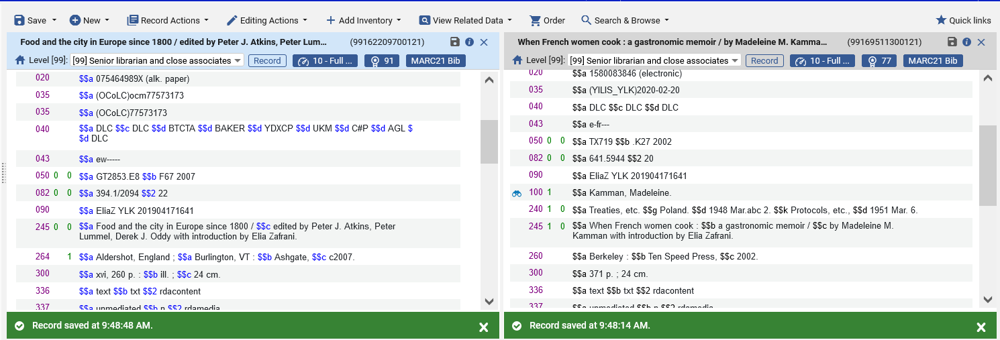 Save New Record Actions Editing Actions Add Inventory View Related Data Order Search & Browse Quick links
Food and the city in Europe since 1800 / edited by Peter J. Atkins, Peter Lum... (99162209700121)
Level [99]: [99] Senior librarian and close associates Record 10 - Full ... 91 MARC21 Bib
020 $$a 075464989X (alk. paper)
035 $$a (OCoLC)ocm77573173
035 $$a (OCoLC)77573173
040 $$a DLC $$c DLC $$d BTCTA $$d BAKER $$d YDXCP $$d UKM $$d C#P $$d AGL $
$d DLC
043 $$a ew-----
050 0 0 $$a GT2853.E8 $$b F67 2007
082 0 0 $$a 394.1/2094 $$2 22
090 $$a EliaZ YLK 201904171641
245 0 0 $$a Food and the city in Europe since 1800 / $$c edited by Peter J. Atkins, Peter
Lummel, Derek J. Oddy with introduction by Elia Zafrani.
264 1 $$a Aldershot, England ; $$a Burlington, VT : $$b Ashgate, $$c c2007.
300 $$a xvi, 260 p. : $$b ill. ; $$c 24 cm.
336 $$a text $$b txt $$2 rdacontent
337 $$a unmediated $$b n $$2 rdamedia
Record saved at 9:48:48 AM.
When French women cook : a gastronomic memoir / by Madeleine M. Kamma... (99169511300121)
Level [99]: [99] Senior librarian and close associates Record 10 - Full ... 77 MARC21 Bib
020 $$a 1580083846 (electronic)
035 $$a (YILIS_YLK)2020-02-20
040 $$a DLC $$c DLC $$d DLC
043 $$a e-fr---
050 0 0 $$a TX719 $$b .K27 2002
082 0 0 $$a 641.5944 $$2 20
090 $$a EliaZ YLK 201904171641
100 1 $$a Kamman, Madeleine.
240 1 0 $$a Treaties, etc. $$g Poland. $$d 1948 Mar.abc 2. $$k Protocols, etc., $$d 1951 Mar. 6.
245 1 0 $$a When French women cook : $$b a gastronomic memoir / $$c by Madeleine M.
Kamman with introduction by Elia Zafrani.
260 $$a Berkeley : $$b Ten Speed Press, $$c 2002.
300 $$a 371 p. ; 24 cm.
336 $$a text $$b txt $$2 rdacontent
337 $$a unmediated $$b n $$2 rdamedia
Record saved at 9:48:14 AM.